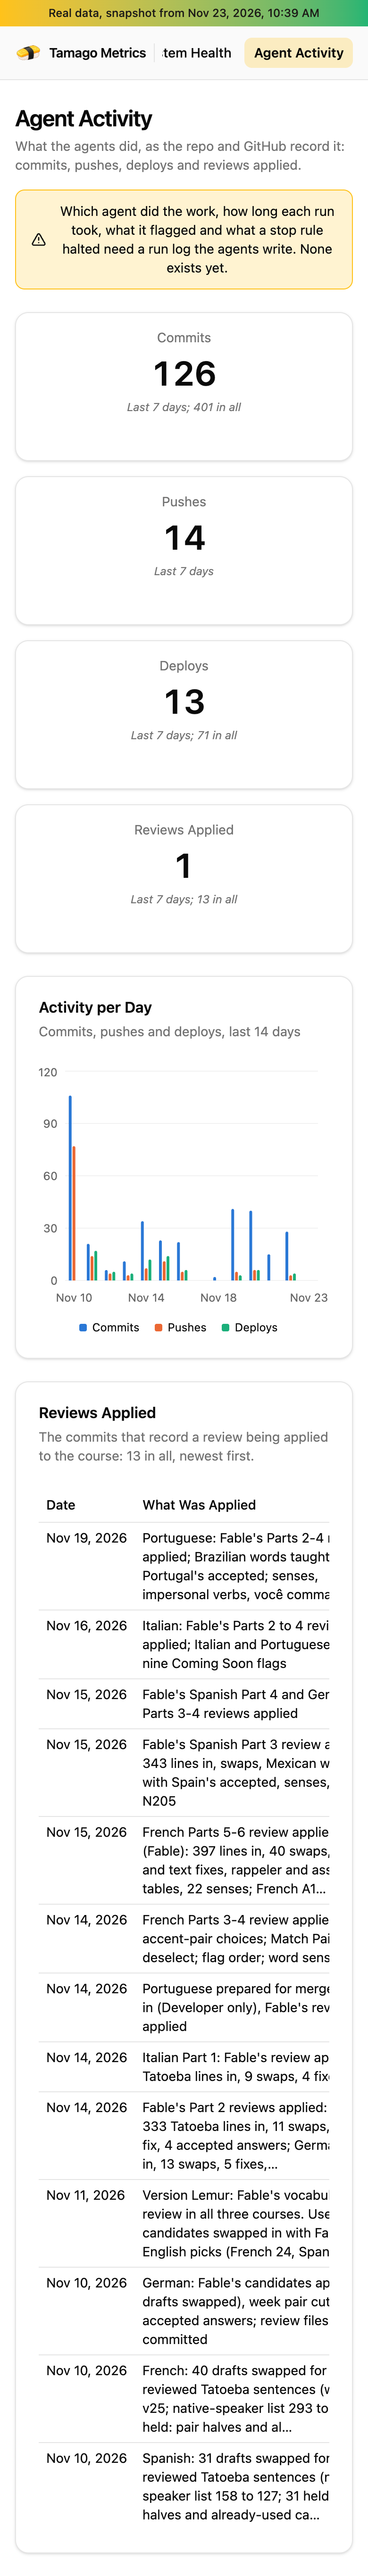 Real data, snapshot from Nov 23, 2026, 10:39 AM
Tamago Metrics
tem Health
Agent Activity
Agent Activity
What the agents did, as the repo and GitHub record it:
commits, pushes, deploys and reviews applied.
Which agent did the work, how long each run
took, what it flagged and what a stop rule
halted need a run log the agents write. None
exists yet.
Commits
126
Last 7 days; 401 in all
Pushes
14
Last 7 days
Deploys
13
Last 7 days; 71 in all
Reviews Applied
1
Last 7 days; 13 in all
Activity per Day
Commits, pushes and deploys, last 14 days
120
90
60
30
0
Nov 10 Nov 14 Nov 18 Nov 23
Commits Pushes Deploys
Reviews Applied
The commits that record a review being applied
to the course: 13 in all, newest first.
Date What Was Applied
Nov 19, 2026 Portuguese: Fable's Parts 2-4
applied; Brazilian words taught
Portugal's accepted; senses,
impersonal verbs, você comma
Nov 16, 2026 Italian: Fable's Parts 2 to 4 revi
applied; Italian and Portuguese
nine Coming Soon flags
Nov 15, 2026 Fable's Spanish Part 4 and Ger
Parts 3-4 reviews applied
Nov 15, 2026 Fable's Spanish Part 3 review a
343 lines in, swaps, Mexican w
with Spain's accepted, senses,
N205
Nov 15, 2026 French Parts 5-6 review applie
(Fable): 397 lines in, 40 swaps,
and text fixes, rappeler and ass
tables, 22 senses; French A1...
Nov 14, 2026 French Parts 3-4 review applie
accent-pair choices; Match Pai
deselect; flag order; word sens
Nov 14, 2026 Portuguese prepared for merge
in (Developer only), Fable's rev
applied
Nov 14, 2026 Italian Part 1: Fable's review ap
Tatoeba lines in, 9 swaps, 4 fix
Nov 14, 2026 Fable's Part 2 reviews applied:
333 Tatoeba lines in, 11 swaps,
fix, 4 accepted answers; Germa
in, 13 swaps, 5 fixes,...
Nov 11, 2026 Version Lemur: Fable's vocabul
review in all three courses. Use
candidates swapped in with Fa
English picks (French 24, Span
Nov 10, 2026 German: Fable's candidates ap
drafts swapped), week pair cut
accepted answers; review files
committed
Nov 10, 2026 French: 40 drafts swapped for
reviewed Tatoeba sentences (w
v25; native-speaker list 293 to
held: pair halves and al...
Nov 10, 2026 Spanish: 31 drafts swapped for
reviewed Tatoeba sentences (n
speaker list 158 to 127; 31 held
halves and already-used ca...